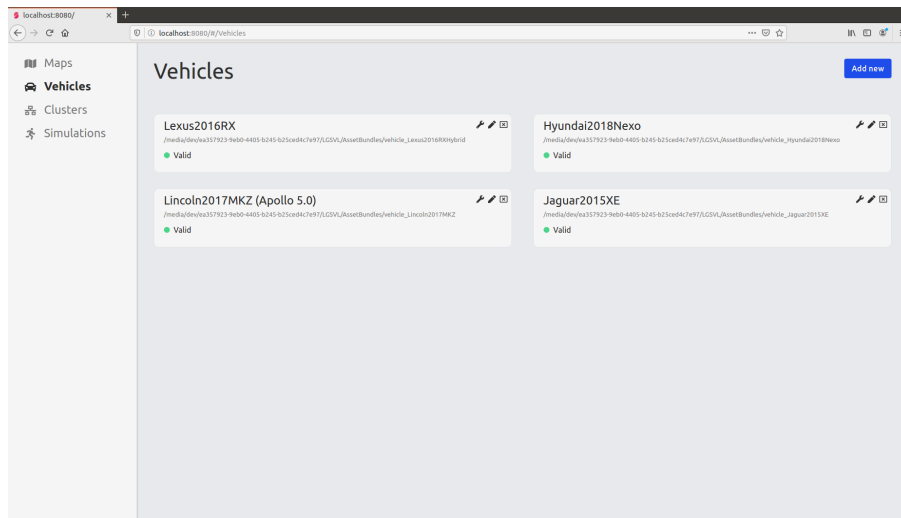 localhost:8080/
localhost:8080/#/Vehicles
Maps
Vehicles
Clusters
Simulations
Vehicles
Add new
Lexus2016RX
/media/dev/ea357923-9eb0-4405-b245-b25ced4c7e97/LGSVL/AssetBundles/vehicle_Lexus2016RXHybrid
Valid
Hyundai2018Nexo
/media/dev/ea357923-9eb0-4405-b245-b25ced4c7e97/LGSVL/AssetBundles/vehicle_Hyundai2018Nexo
Valid
Lincoln2017MKZ (Apollo 5.0)
/media/dev/ea357923-9eb0-4405-b245-b25ced4c7e97/LGSVL/AssetBundles/vehicle_Lincoln2017MKZ
Valid
Jaguar2015XE
/media/dev/ea357923-9eb0-4405-b245-b25ced4c7e97/LGSVL/AssetBundles/vehicle_Jaguar2015XE
Valid